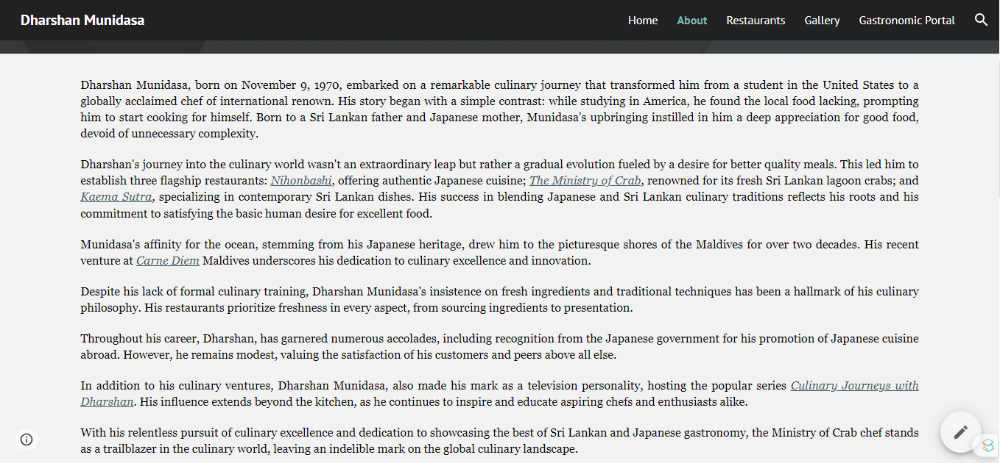 Dharshan Munidasa
Home About Restaurants Gallery Gastronomic Portal
Dharshan Munidasa, born on November 9, 1970, embarked on a remarkable culinary journey that transformed him from a student in the United States to a
globally acclaimed chef of international renown. His story began with a simple contrast: while studying in America, he found the local food lacking, prompting
him to start cooking for himself. Born to a Sri Lankan father and Japanese mother, Munidasa's upbringing instilled in him a deep appreciation for good food,
devoid of unnecessary complexity.
Dharshan's journey into the culinary world wasn't an extraordinary leap but rather a gradual evolution fueled by a desire for better quality meals. This led him to
establish three flagship restaurants: Nihonbashi, offering authentic Japanese cuisine; The Ministry of Crab, renowned for its fresh Sri Lankan lagoon crabs; and
Kaema Sutra, specializing in contemporary Sri Lankan dishes. His success in blending Japanese and Sri Lankan culinary traditions reflects his roots and his
commitment to satisfying the basic human desire for excellent food.
Munidasa's affinity for the ocean, stemming from his Japanese heritage, drew him to the picturesque shores of the Maldives for over two decades. His recent
venture at Carne Diem Maldives underscores his dedication to culinary excellence and innovation.
Despite his lack of formal culinary training, Dharshan Munidasa's insistence on fresh ingredients and traditional techniques has been a hallmark of his culinary
philosophy. His restaurants prioritize freshness in every aspect, from sourcing ingredients to presentation.
Throughout his career, Dharshan, has garnered numerous accolades, including recognition from the Japanese government for his promotion of Japanese cuisine
abroad. However, he remains modest, valuing the satisfaction of his customers and peers above all else.
In addition to his culinary ventures, Dharshan Munidasa, also made his mark as a television personality, hosting the popular series Culinary Journeys with
Dharshan. His influence extends beyond the kitchen, as he continues to inspire and educate aspiring chefs and enthusiasts alike.
With his relentless pursuit of culinary excellence and dedication to showcasing the best of Sri Lankan and Japanese gastronomy, the Ministry of Crab chef stands
as a trailblazer in the culinary world, leaving an indelible mark on the global culinary landscape.